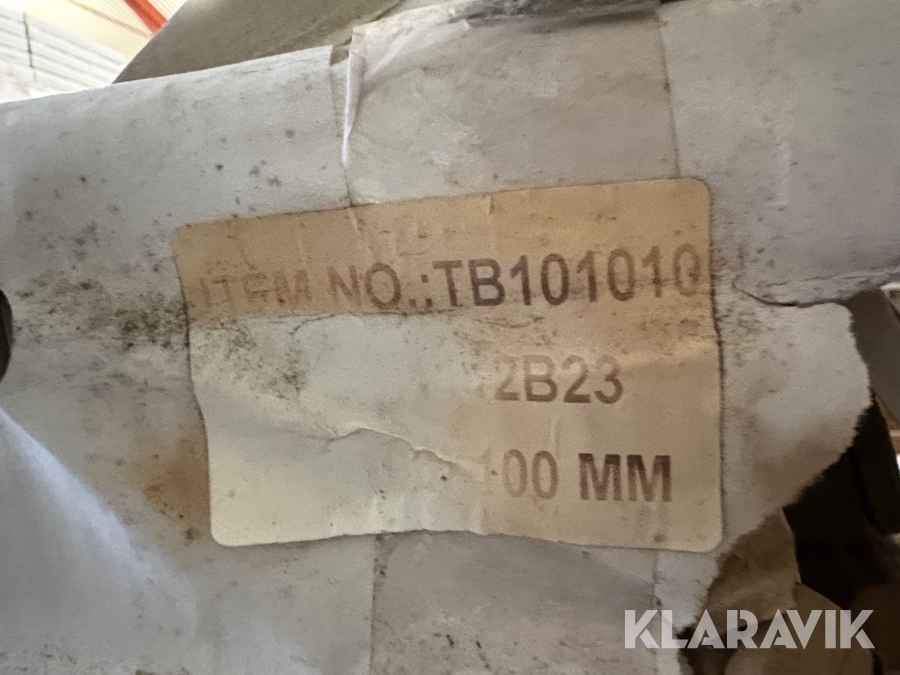 ITEM NO.:TB101010
2B23
100 MM
KLARAVIK